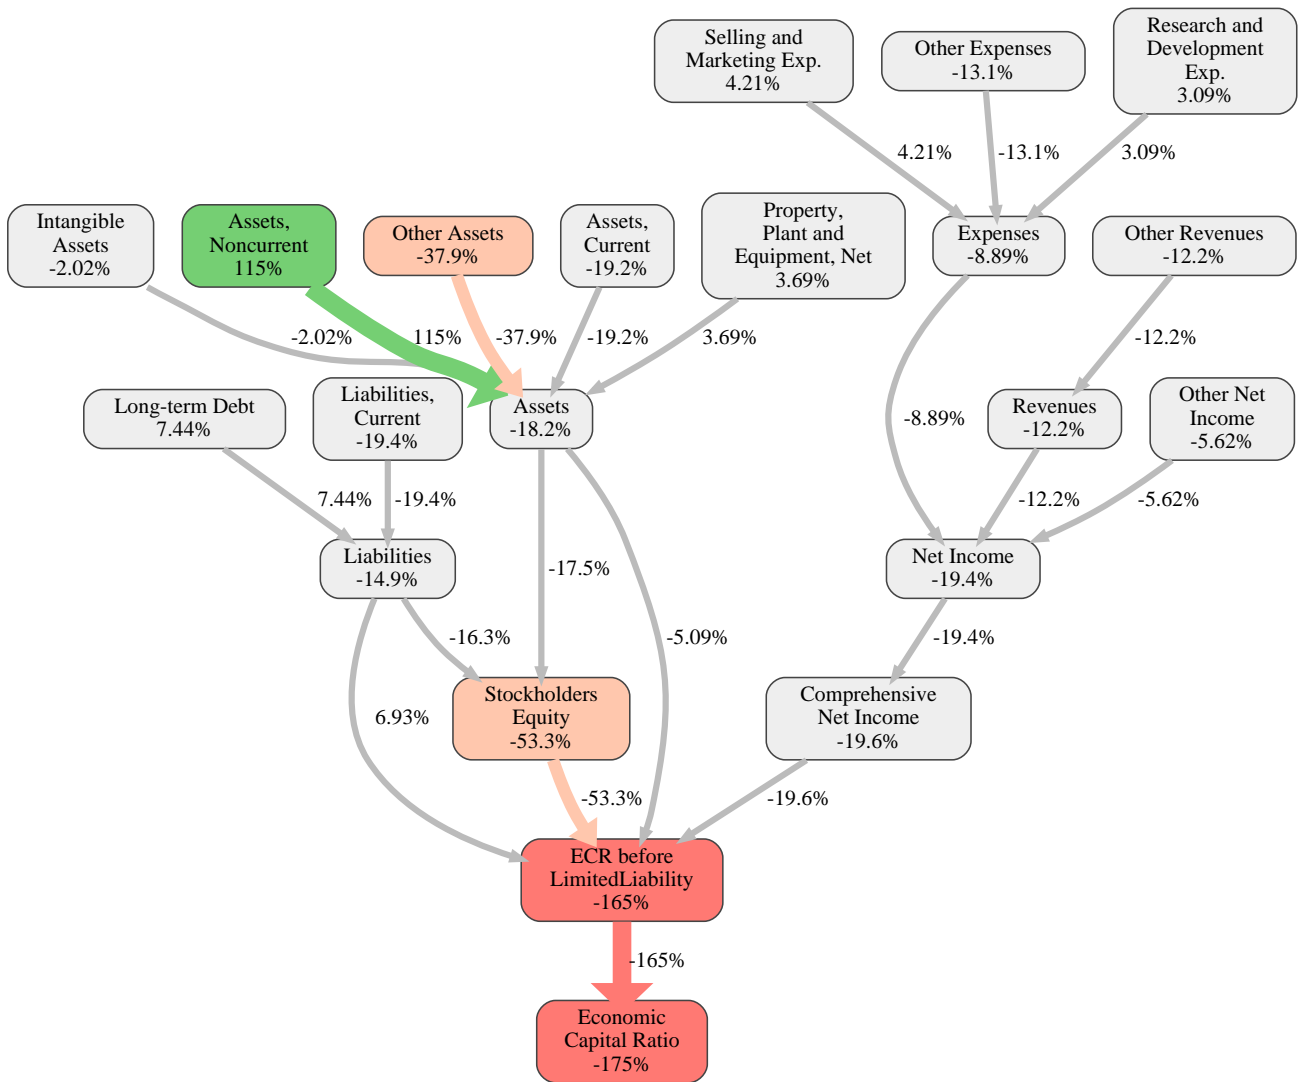 Selling and
Marketing Exp.
4.21%
Other Expenses
-13.1%
Research and
Development
Exp.
3.09%
4.21%
-13.1%
3.09%
Intangible
Assets
-2.02%
Assets,
Noncurrent
115%
Other Assets
-37.9%
Assets,
Current
-19.2%
Property,
Plant and
Equipment, Net
3.69%
Expenses
-8.89%
Other Revenues
-12.2%
-2.02%
115%
-37.9%
-19.2%
3.69%
-12.2%
Long-term Debt
7.44%
Liabilities,
Current
-19.4%
Assets
-18.2%
-8.89%
Revenues
-12.2%
Other Net
Income
-5.62%
7.44%
-19.4%
-12.2%
-5.62%
Liabilities
-14.9%
-17.5%
Net Income
-19.4%
-16.3%
-5.09%
-19.4%
6.93%
Stockholders
Equity
-53.3%
Comprehensive
Net Income
-19.6%
-53.3%
-19.6%
ECR before
LimitedLiability
-165%
-165%
Economic
Capital Ratio
-175%